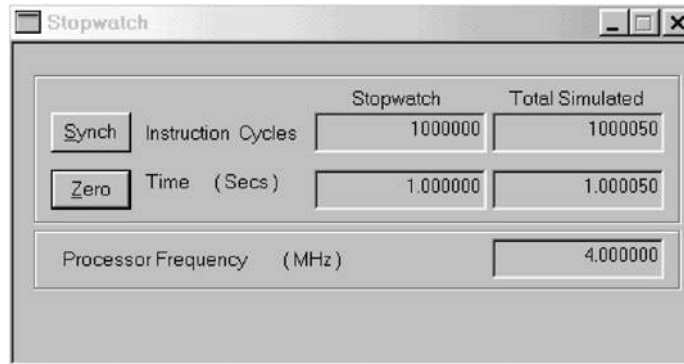 Stopwatch
Stopwatch Total Simulated
Synch Instruction Cycles 1000000 1000050
Zero Time (Secs) 1.000000 1.000050
Processor Frequency (MHz) 4.000000